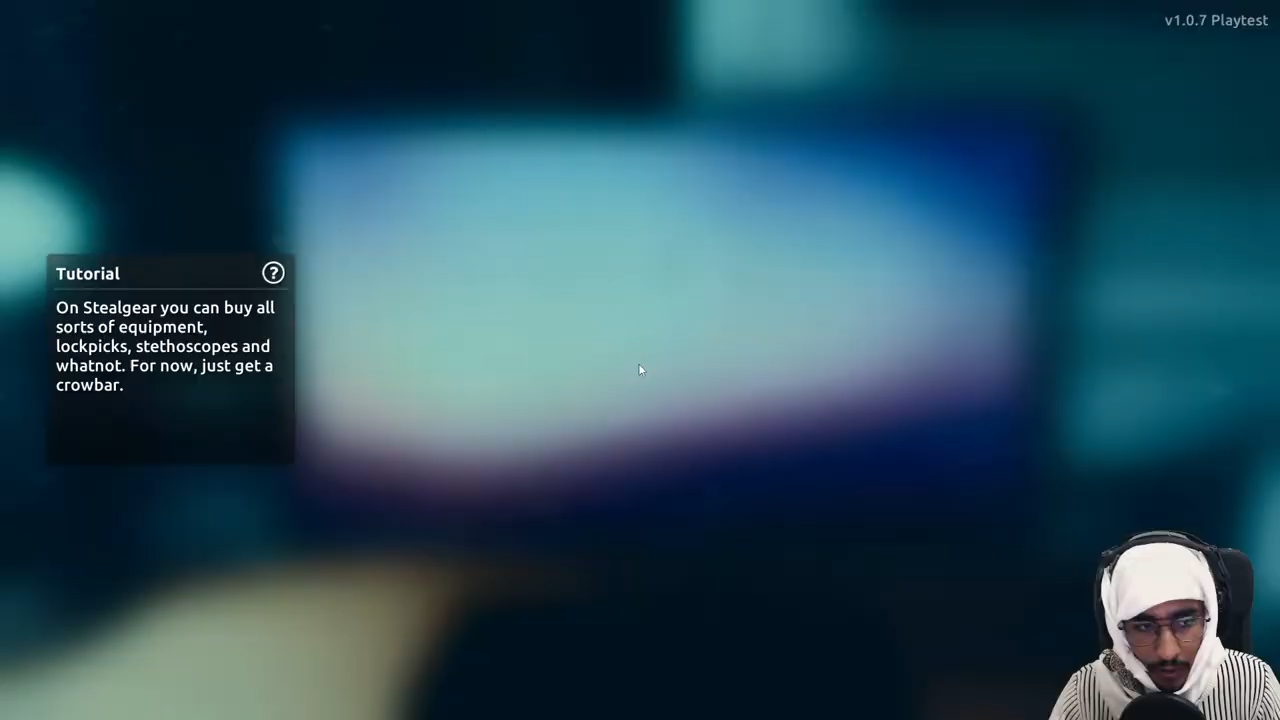 v1.0.7 Playtest
Tutorial
?
On Stealgear you can buy all
sorts of equipment,
lockpicks, stethoscopes and
whatnot. For now, just get a
crowbar.